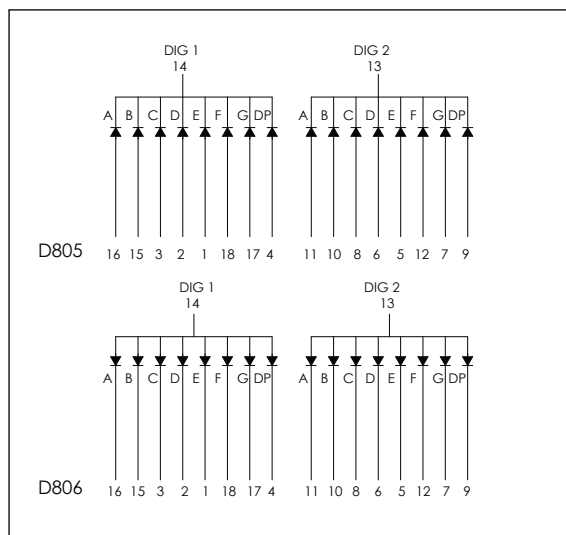 DIG 1 DIG 2
14 13
A B C D E F G DP A B C D E F G DP
D805 16 15 3 2 1 18 17 4 11 10 8 6 5 12 7 9
DIG 1 DIG 2
14 13
A B C D E F G DP A B C D E F G DP
D806 16 15 3 2 1 18 17 4 11 10 8 6 5 12 7 9